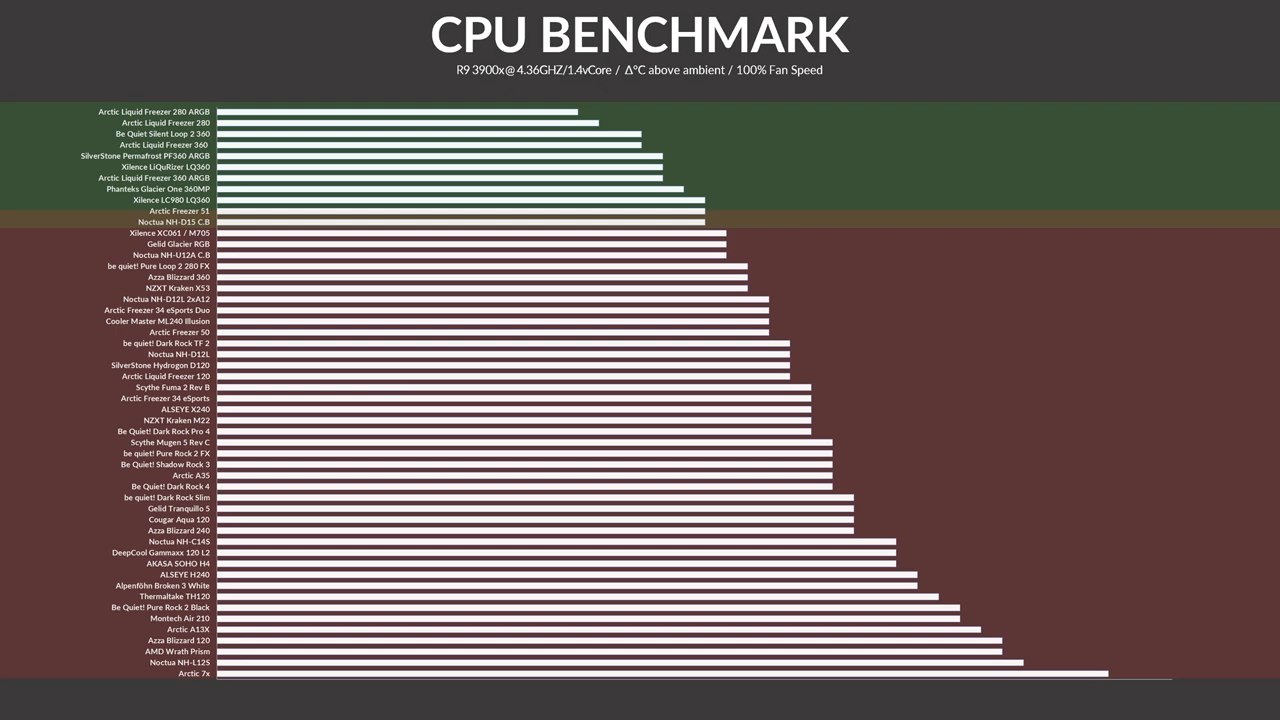 CPU BENCHMARK
R9 3900x@4.36GHZ/1.4vCore / Δ°C above ambient / 100% Fan Speed
Arctic Liquid Freezer 280 ARGB
Arctic Liquid Freezer 280
Be Quiet Silent Loop 2 360
Arctic Liquid Freezer 360
SilverStone Permafrost PF360 ARGB
Xilence LiQuRizer LQ360
Arctic Liquid Freezer 360 ARGB
Phanteks Glacier One 360MP
Xilence LC980 LQ360
Arctic Freezer 51
Noctua NH-D15 C.B
Xilence XC061 / M705
Gelid Glacier RGB
Noctua NH-U12A C.B
be quiet! Pure Loop 2 280 FX
Azza Blizzard 360
NZXT Kraken X53
Noctua NH-D12L 2xA12
Arctic Freezer 34 eSports Duo
Cooler Master ML240 Illusion
Arctic Freezer 50
be quiet! Dark Rock TF 2
Noctua NH-D12L
SilverStone Hydrogon D120
Arctic Liquid Freezer 120
Scythe Fuma 2 Rev B
Arctic Freezer 34 eSports
ALSEYE X240
NZXT Kraken M22
Be Quiet! Dark Rock Pro 4
Scythe Mugen 5 Rev C
be quiet! Pure Rock 2 FX
Be Quiet! Shadow Rock 3
Arctic A35
Be Quiet! Dark Rock 4
be quiet! Dark Rock Slim
Gelid Tranquillo 5
Cougar Aqua 120
Azza Blizzard 240
Noctua NH-C14S
DeepCool Gammaxx 120 L2
AKASA SOHO H4
ALSEYE H240
Alpenföhn Broken 3 White
Thermaltake TH120
Be Quiet! Pure Rock 2 Black
Montech Air 210
Arctic A13X
Azza Blizzard 120
AMD Wrath Prism
Noctua NH-L12S
Arctic 7x